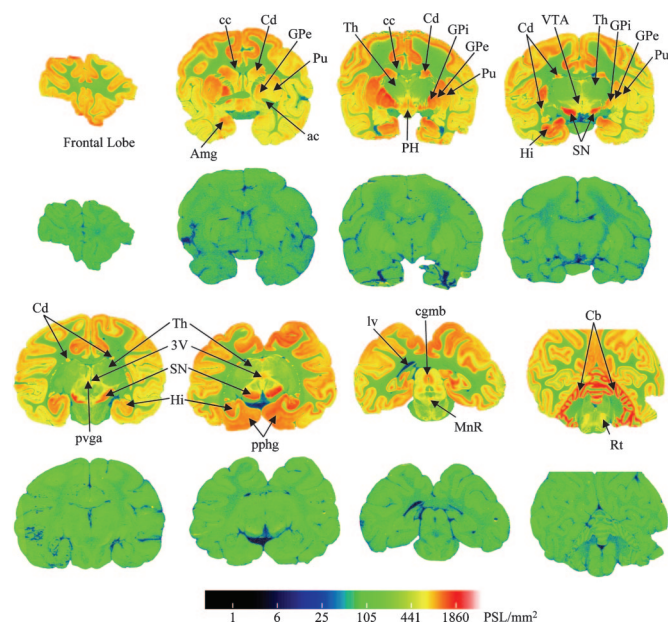 cc Cd GPe Pu
Th cc Cd GPi GPe Pu
Cd VTA Th GPi GPe Pu
Frontal Lobe
Amg ac
PH
Hi SN
Cd Th 3V SN Hi
pvga
pphg
lv cgmb
MnR
Cb
Rt
1 6 25 105 441 1860 PSL/mm²